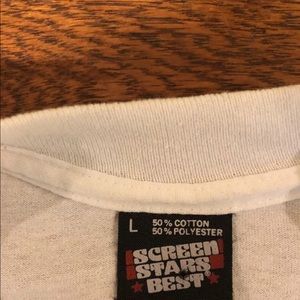 L 50% COTTON
50% POLYESTER
SCREEN
STARS
BEST